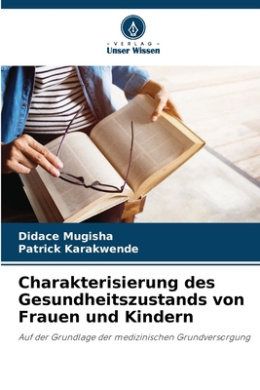 • VERLAG •
Unser Wissen
Didace Mugisha
Patrick Karakwende
Charakterisierung des
Gesundheitszustands von
Frauen und Kindern
Auf der Grundlage der medizinischen Grundversorgung